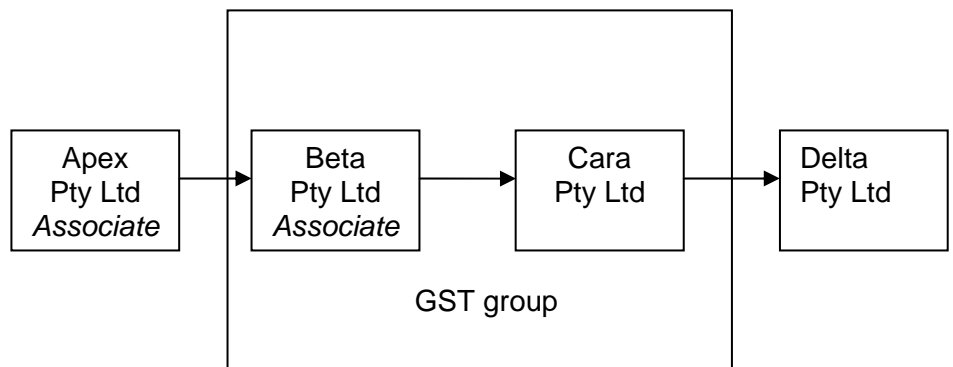 Apex
Pty Ltd
Associate
Beta
Pty Ltd
Associate
Cara
Pty Ltd
Delta
Pty Ltd
GST group